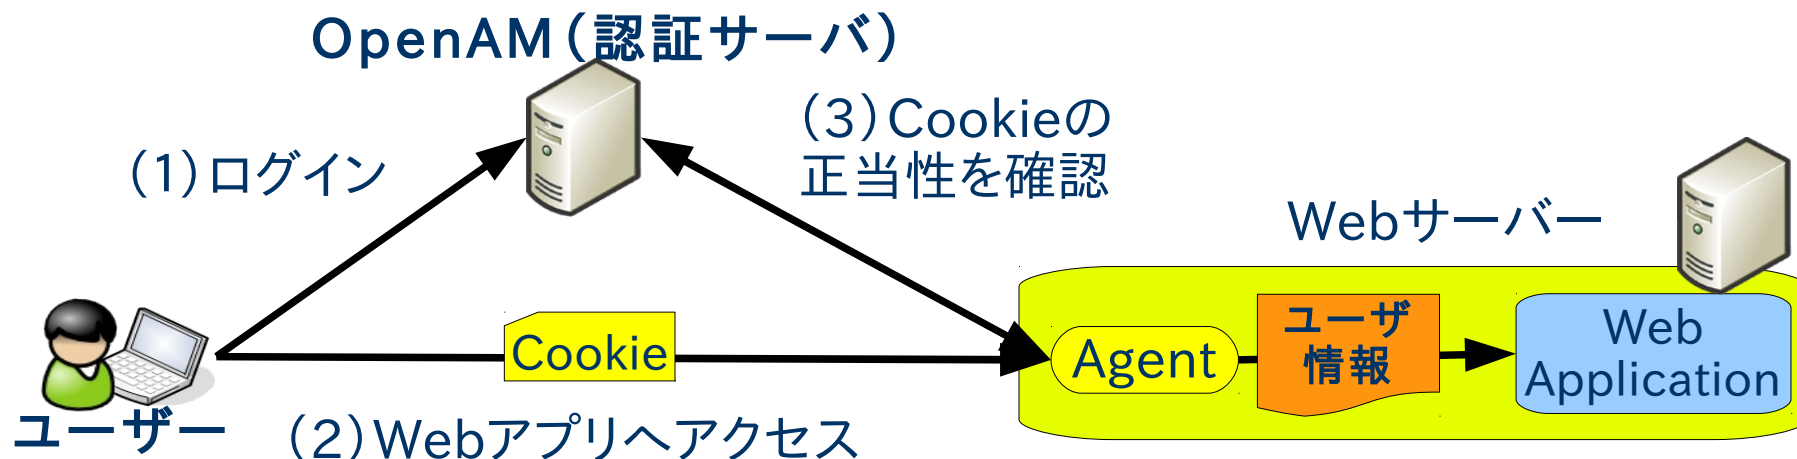 OpenAM（認証サーバ）
（1）ログイン
（3）Cookieの
正当性を確認
Webサーバー
Cookie
Agent
ユーザ
情報
Web
Application
ユーザー
（2）Webアプリへアクセス